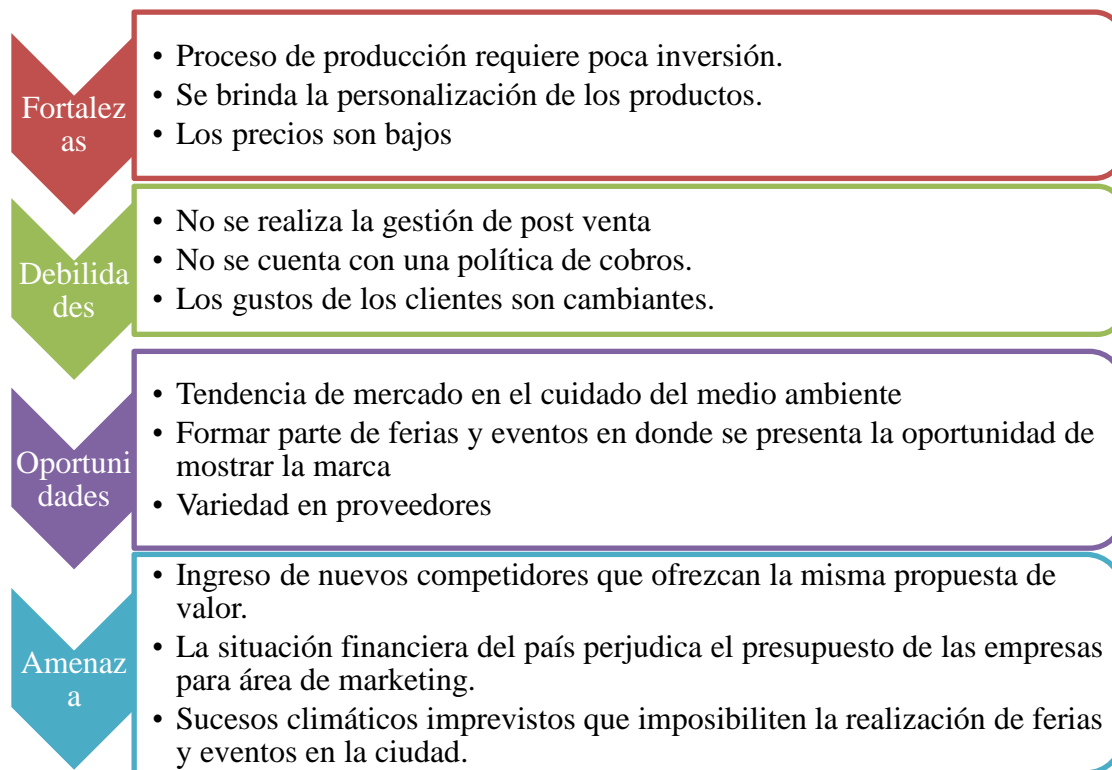 Fortalez
as
• Proceso de producción requiere poca inversión.
• Se brinda la personalización de los productos.
• Los precios son bajos
Debilida
des
• No se realiza la gestión de post venta
• No se cuenta con una política de cobros.
• Los gustos de los clientes son cambiantes.
Oportuni
dades
• Tendencia de mercado en el cuidado del medio ambiente
• Formar parte de ferias y eventos en donde se presenta la oportunidad de
mostrar la marca
• Variedad en proveedores
Amenaz
a
• Ingreso de nuevos competidores que ofrezcan la misma propuesta de
valor.
• La situación financiera del país perjudica el presupuesto de las empresas
para área de marketing.
• Sucesos climáticos imprevistos que imposibiliten la realización de ferias
y eventos en la ciudad.